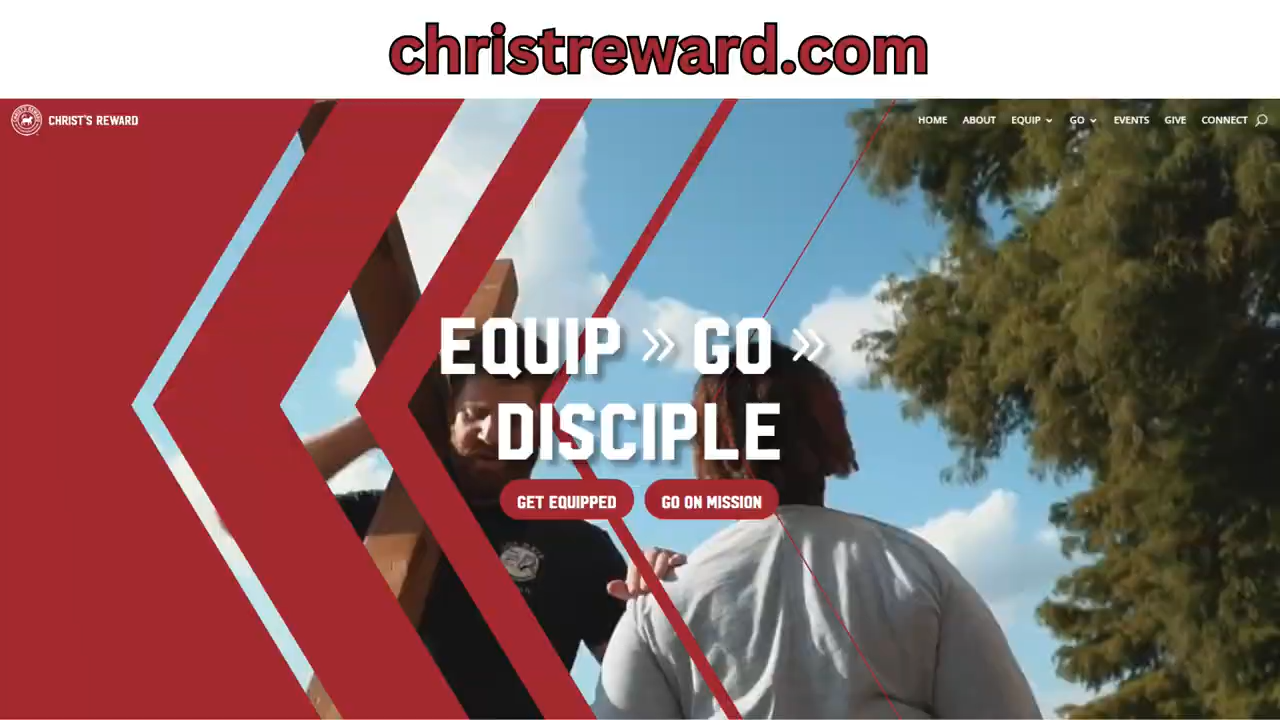 christreward.com
CHRIST'S REWARD
HOME ABOUT EQUIP GO EVENTS GIVE CONNECT
EQUIP » GO »
DISCIPLE
GET EQUIPPED GO ON MISSION